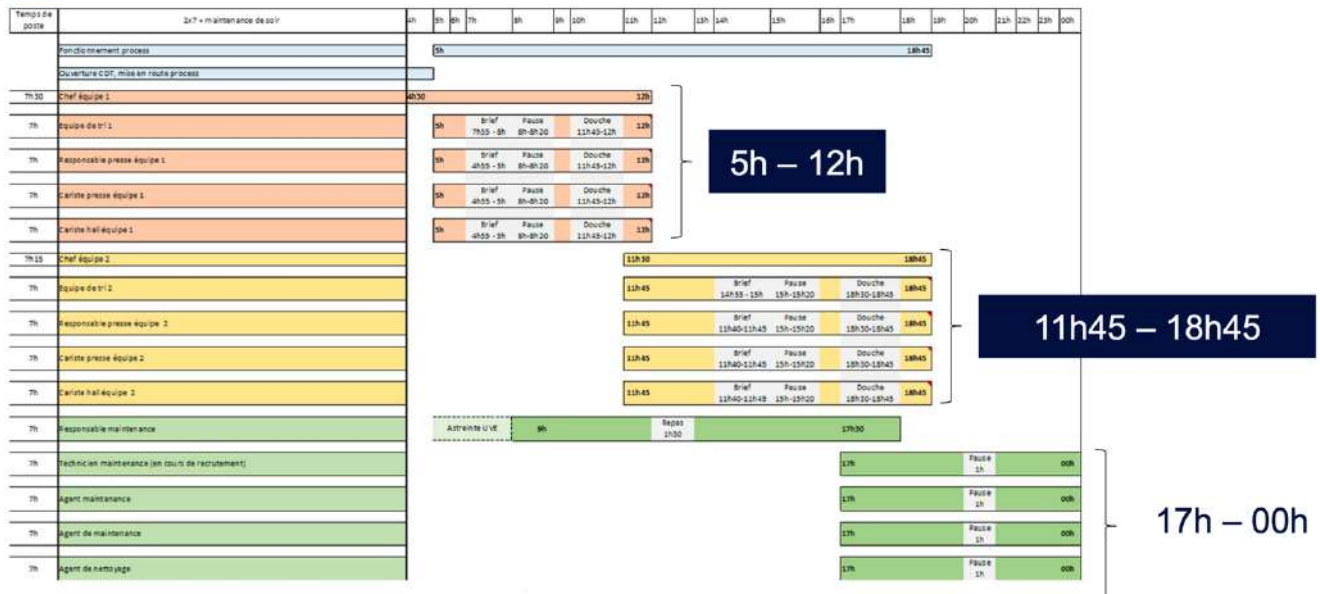 Temps de poste 2x7 + maintenance de soir 4h 5h 6h 7h 8h 9h 10h 11h 12h 13h 14h 15h 16h 17h 18h 19h 20h 21h 22h 23h 00h
Fonctionnement process 5h 18h45
Ouverture CDT, mise en route process
7h30 Chef équipe 1 4h30 12h
7h Equipe de tri 1 5h Brief Pause Douche 12h
7h55 - 8h 8h-8h20 11h45-12h
5h – 12h
7h Responsable presse équipe 1 5h Brief Pause Douche 12h
4h55 - 5h 8h-8h20 11h45-12h
7h Cariste presse équipe 1 5h Brief Pause Douche 12h
4h55 - 5h 8h-8h20 11h45-12h
7h Cariste hall équipe 1 5h Brief Pause Douche 12h
4h55 - 5h 8h-8h20 11h45-12h
7h15 Chef équipe 2 11h30 18h45
7h Equipe de tri 2 11h45 Brief Pause Douche 18h45
14h55 - 15h 15h-15h20 18h30-18h45
11h45 – 18h45
7h Responsable presse équipe 2 11h45 Brief Pause Douche 18h45
11h40-11h45 15h-15h20 18h30-18h45
7h Cariste presse équipe 2 11h45 Brief Pause Douche 18h45
11h40-11h45 15h-15h20 18h30-18h45
7h Cariste hall équipe 2 11h45 Brief Pause Douche 18h45
11h40-11h45 15h-15h20 18h30-18h45
7h Responsable maintenance Astreinte UVE 9h Repas 17h30
1h30
7h Technicien maintenance (en cours de recrutement) 17h Pause 00h
1h
7h Agent maintenance 17h Pause 00h
1h
17h – 00h
7h Agent de maintenance 17h Pause 00h
1h
7h Agent de nettoyage 17h Pause 00h
1h